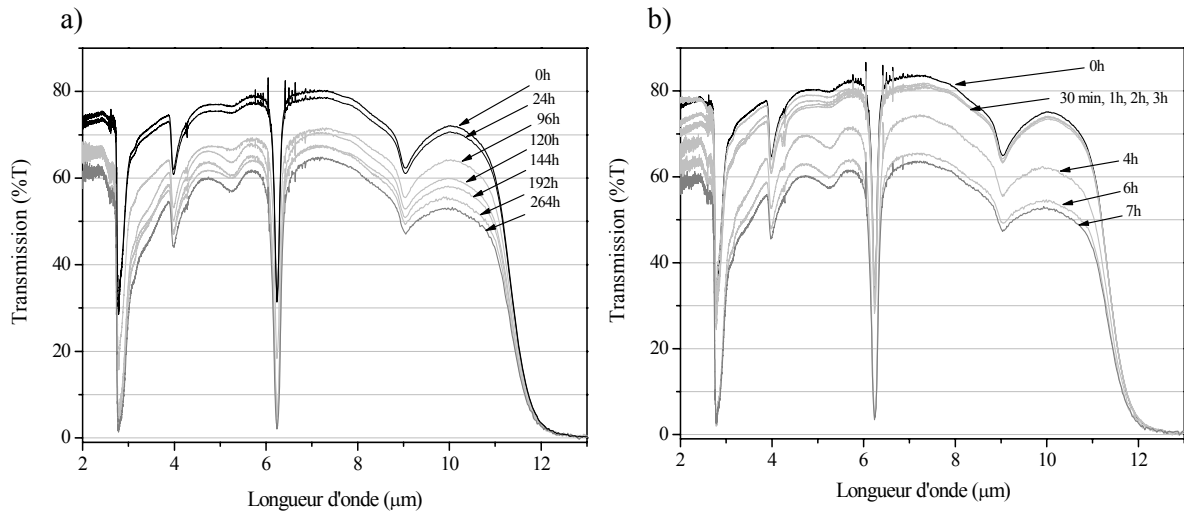 a)
0h
24h
96h
120h
144h
192h
264h
80
60
40
20
0
2
4
6
8
10
12
Transmission (%T)
Longueur d'onde (μm)
b)
0h
30 min, 1h, 2h, 3h
4h
6h
7h
80
60
40
20
0
2
4
6
8
10
12
Transmission (%T)
Longueur d'onde (μm)